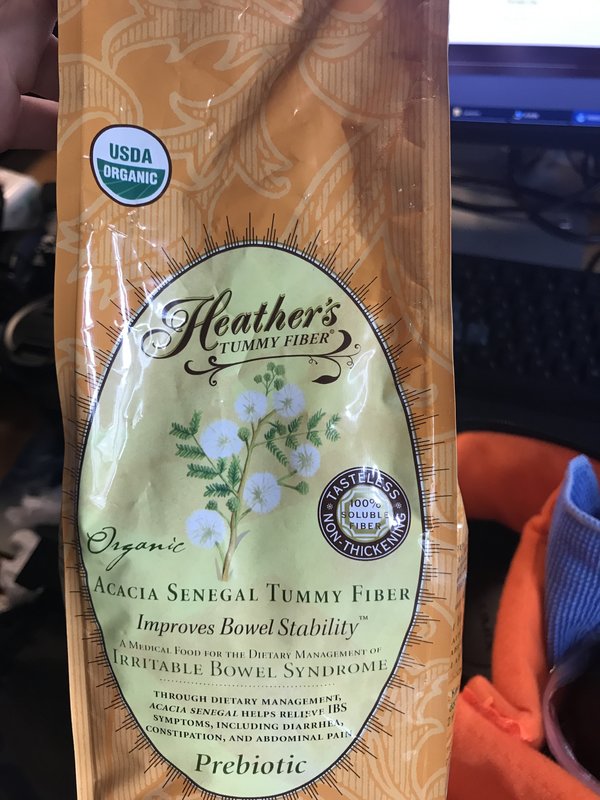 USDA
ORGANIC
Heather's
TUMMY FIBER®
TASTELESS
100%
SOLUBLE
FIBER
NON-THICKENING
Organic
ACACIA SENEGAL TUMMY FIBER
Improves Bowel Stability™
A MEDICAL FOOD FOR THE DIETARY MANAGEMENT OF
IRRITABLE BOWEL SYNDROME
THROUGH DIETARY MANAGEMENT,
ACACIA SENEGAL HELPS RELIEVE IBS
SYMPTOMS, INCLUDING DIARRHEA,
CONSTIPATION, AND ABDOMINAL PAIN.
Prebiotic